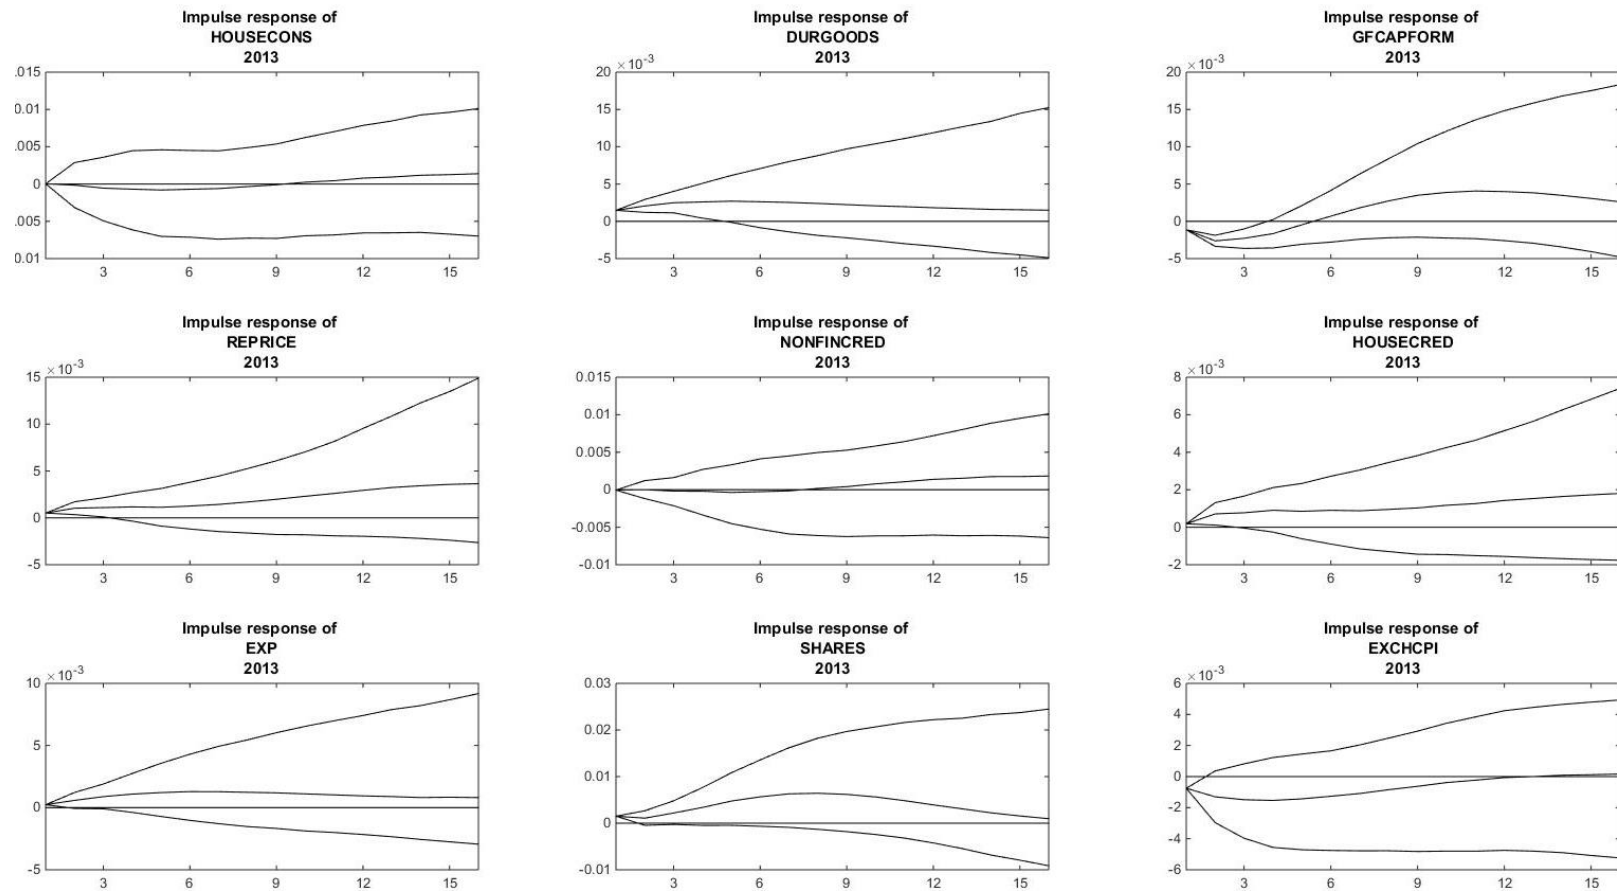 Impulse response of
HOUSECONS
2013
.015
0.01
.005
0
.005
0.01
3 6 9 12 15
Impulse response of
DURGOODS
2013
×10-3
20
15
10
5
0
-5
3 6 9 12 15
Impulse response of
GFCAPFORM
2013
×10-3
20
15
10
5
0
-5
3 6 9 12 15
Impulse response of
REPRICE
2013
×10-3
15
10
5
0
-5
3 6 9 12 15
Impulse response of
NONFINCRED
2013
0.015
0.01
0.005
0
-0.005
-0.01
3 6 9 12 15
Impulse response of
HOUSECRED
2013
×10-3
8
6
4
2
0
-2
3 6 9 12 15
Impulse response of
EXP
2013
×10-3
10
5
0
-5
3 6 9 12 15
Impulse response of
SHARES
2013
0.03
0.02
0.01
0
-0.01
3 6 9 12 15
Impulse response of
EXCHCPI
2013
×10-3
6
4
2
0
-2
-4
-6
3 6 9 12 15